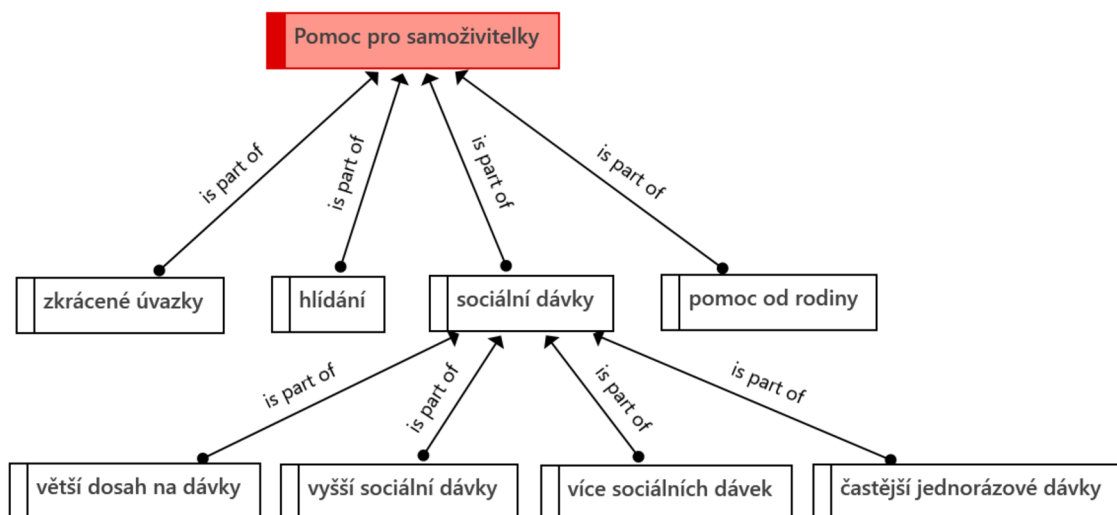 Pomoc pro samoživitelky
is part of
is part of
is part of
is part of
zkrácené úvazky
hlídání
sociální dávky
pomoc od rodiny
is part of
is part of
is part of
is part of
větší dosah na dávky
vyšší sociální dávky
více sociálních dávek
častější jednorázové dávky